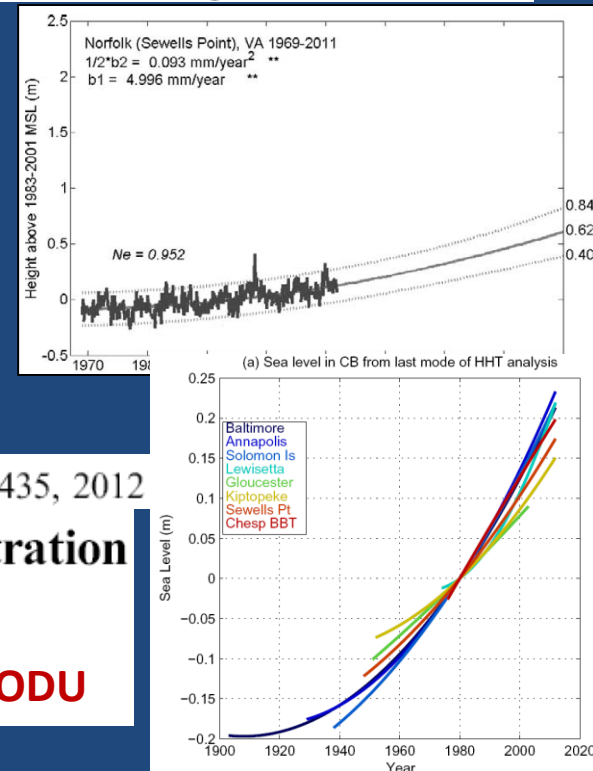 2.5
Norfolk (Sewells Point), VA 1969-2011
1/2*b2 = 0.093 mm/year² **
b1 = 4.996 mm/year **
2
1.5
1
0.5
0
-0.5
Height above 1983-2001 MSL (m)
Ne = 0.952
0.84
0.62
0.40
1970
435, 2012
tration
ODU
(a) Sea level in CB from last mode of HHT analysis
0.25
0.2
0.15
0.1
0.05
0
−0.05
−0.1
−0.15
−0.2
Sea Level (m)
Baltimore
Annapolis
Solomon Is
Lewisetta
Gloucester
Kiptopeke
Sewells Pt
Chesp BBT
1900 1920 1940 1960 1980 2000 2020
Year